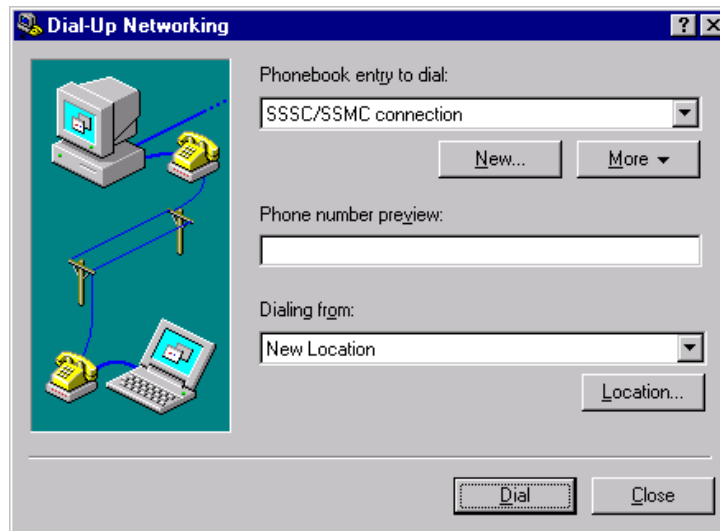 Dial-Up Networking
Phonebook entry to dial:
SSSC/SSMC connection
New...
More
Phone number preview:
Dialing from:
New Location
Location...
Dial
Close